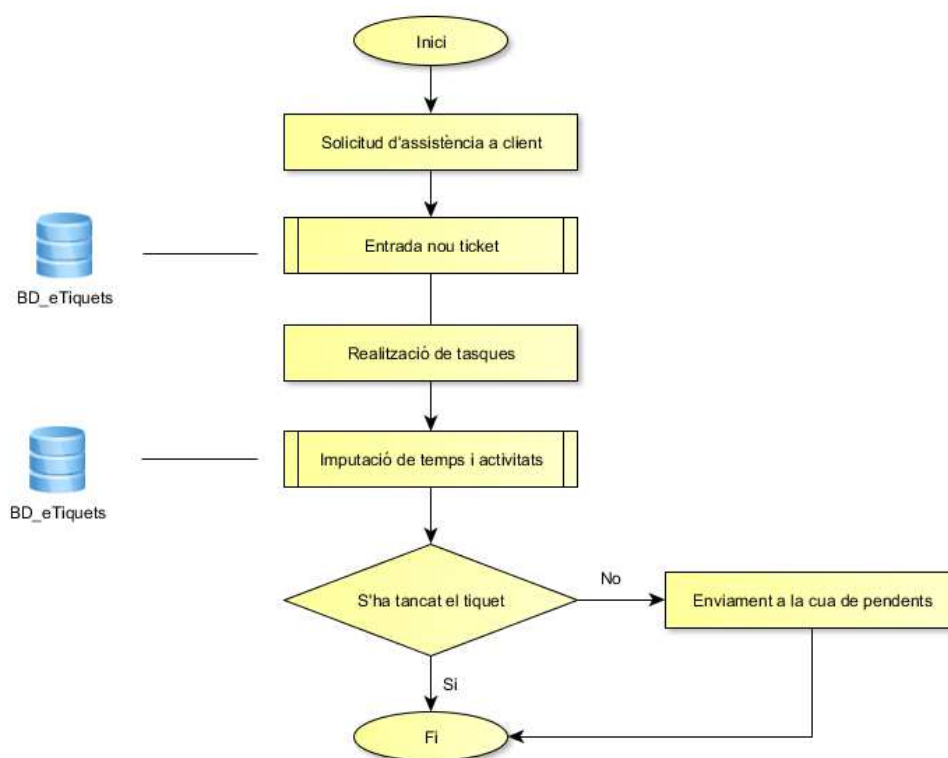 Inici
Solicitud d'assistència a client
Entrada nou ticket
BD_eTiquets
Realització de tasques
Imputació de temps i activitats
BD_eTiquets
S'ha tancat el tiquet
No
Enviament a la cua de pendents
Si
Fi